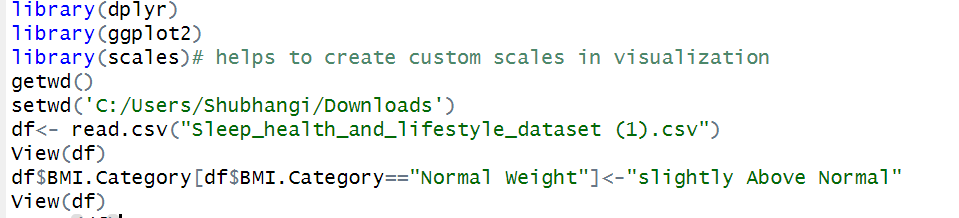 library(dplyr)
library(ggplot2)
library(scales)# helps to create custom scales in visualization
getwd()
setwd('C:/Users/Shubhangi/Downloads')
df<- read.csv("Sleep_health_and_lifestyle_dataset (1).csv")
View(df)
df$BMI.Category[df$BMI.Category=="Normal Weight"]<-"slightly Above Normal"
View(df)